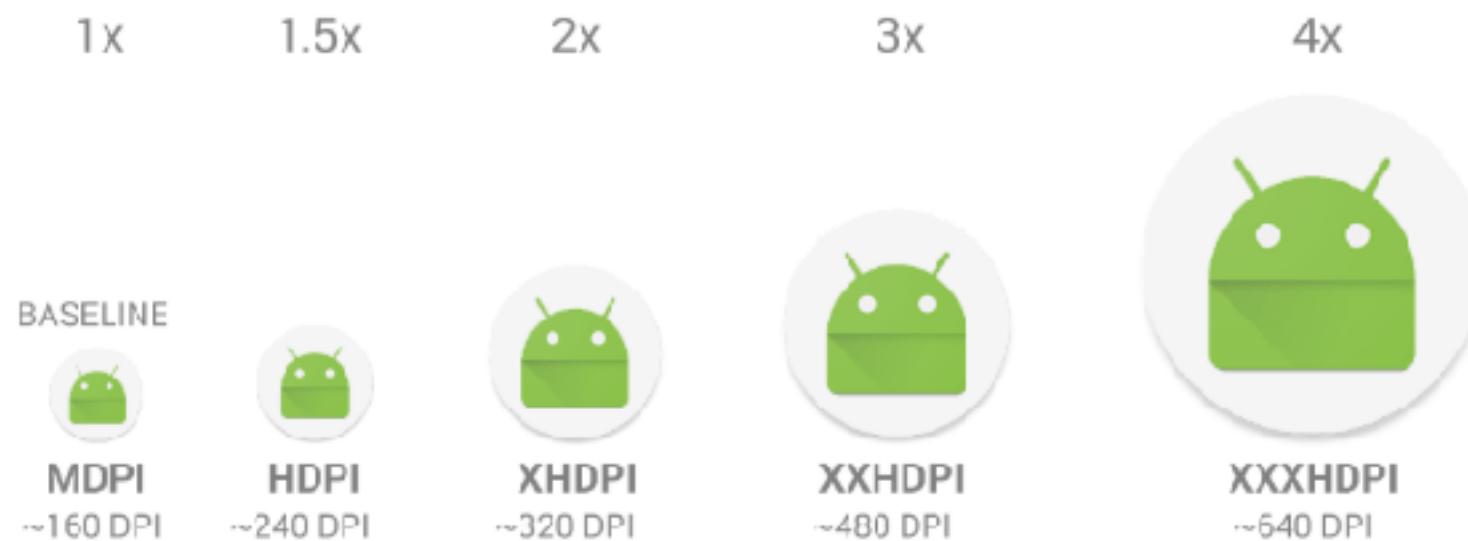 1x 1.5x 2x 3x 4x
BASELINE
MDPI HDPI XHDPI XXHDPI XXXHDPI
~160 DPI ~240 DPI ~320 DPI ~480 DPI ~640 DPI